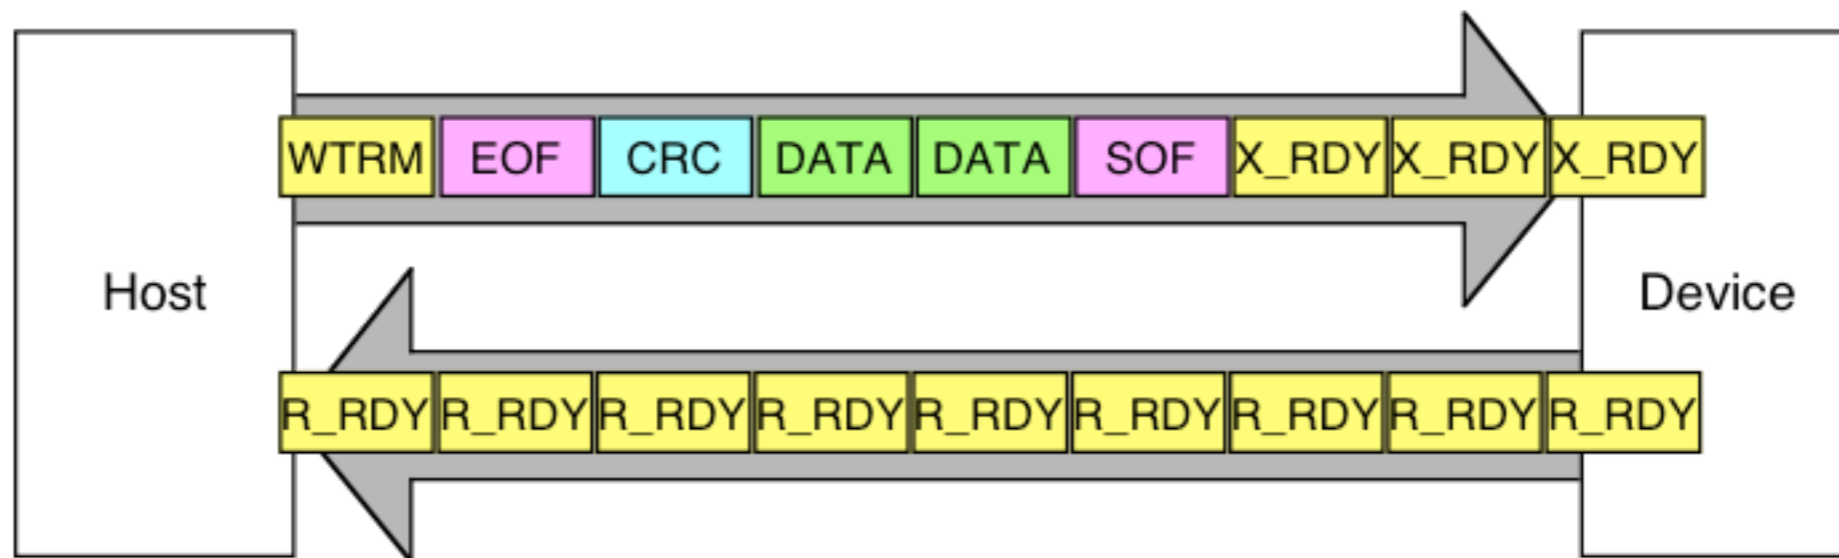 WTRM EOF CRC DATA DATA SOF X_RDY X_RDY X_RDY
Host Device
R_RDY R_RDY R_RDY R_RDY R_RDY R_RDY R_RDY R_RDY R_RDY